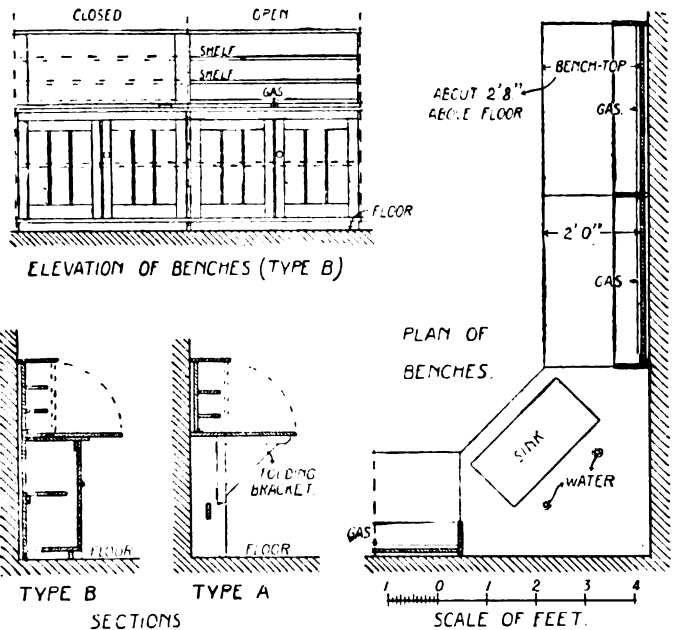 CLOSED
OPEN
SHELF
SHELF
GAS
FLOOR
ELEVATION OF BENCHES (TYPE B)
BENCH-TOP
ABOUT 2'8"
ABOVE FLOOR
GAS
2'0"
GAS
PLAN OF
BENCHES.
SINK
WATER
GAS
FOLDING
BRACKET.
FLOOR
FLOOR
TYPE B
TYPE A
SECTIONS
1 0 1 2 3 4
SCALE OF FEET.